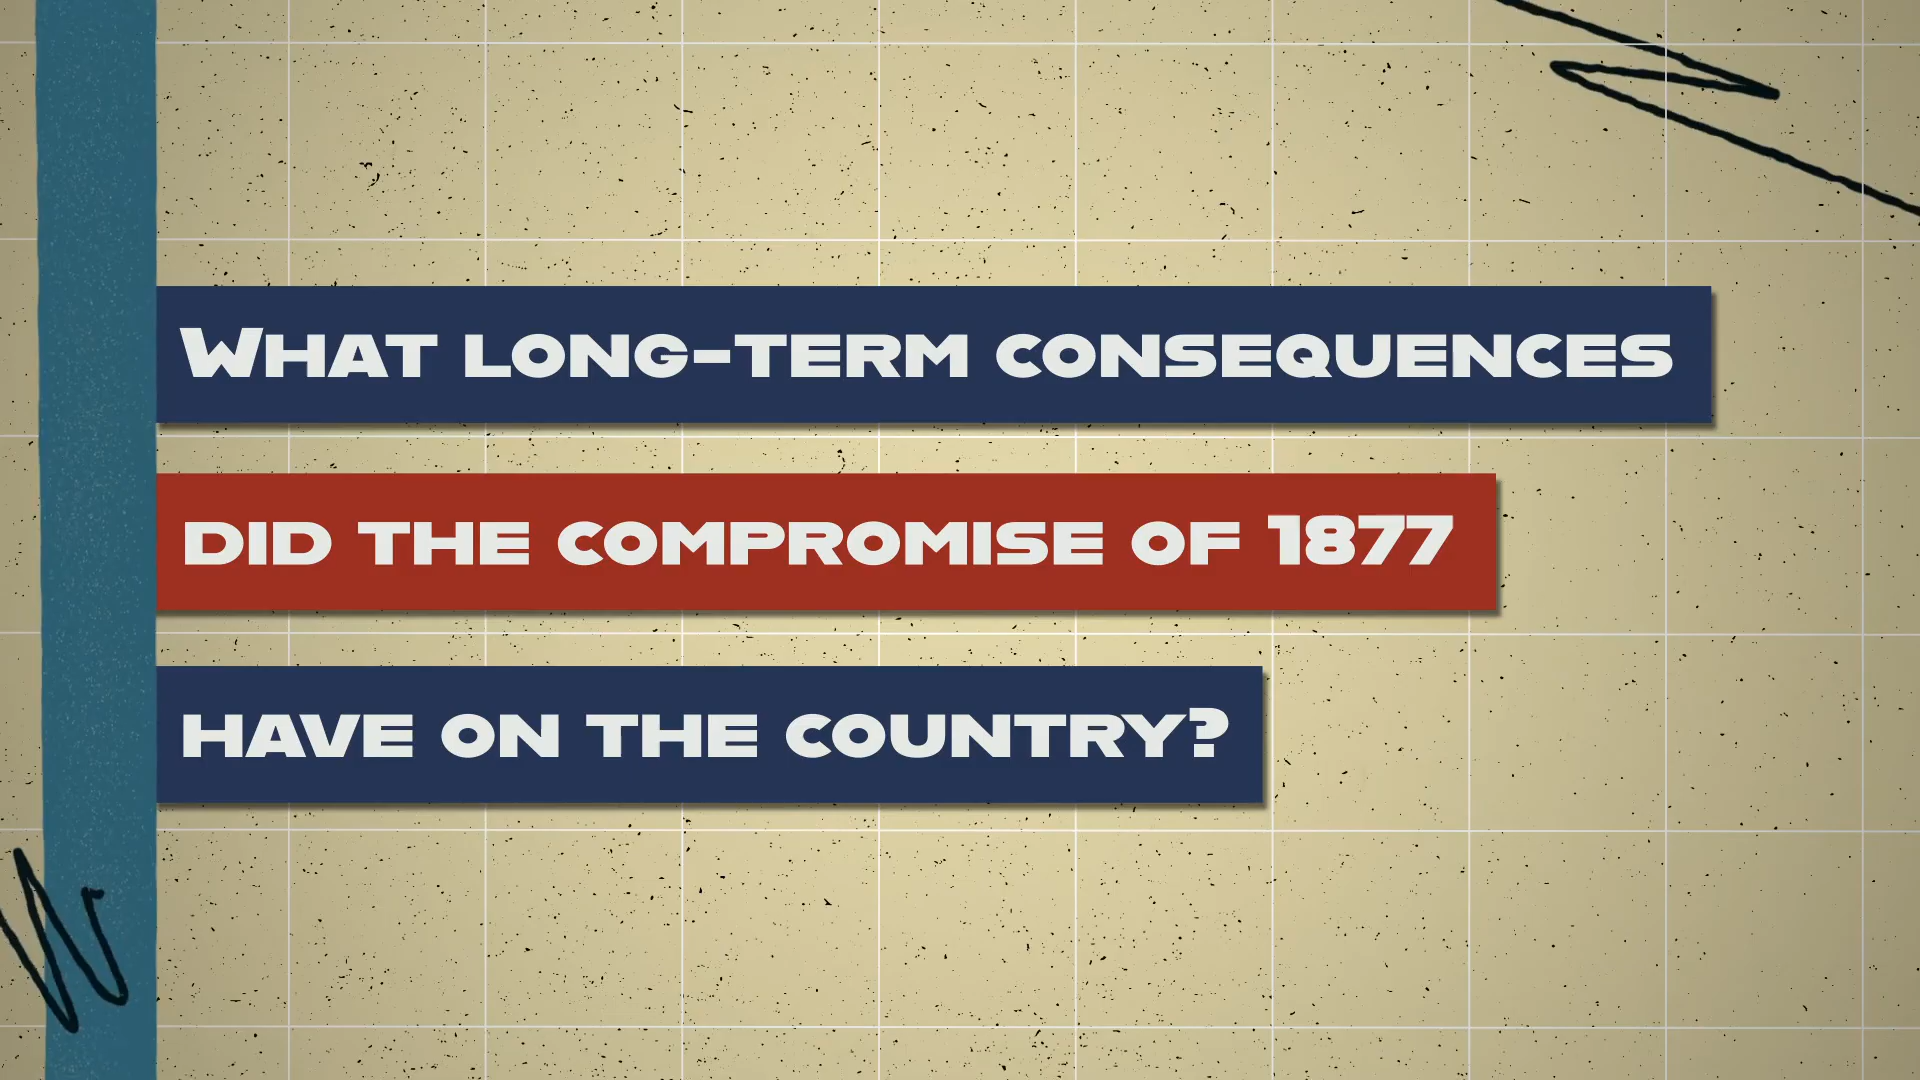 What long-term consequences
did the compromise of 1877
have on the country?